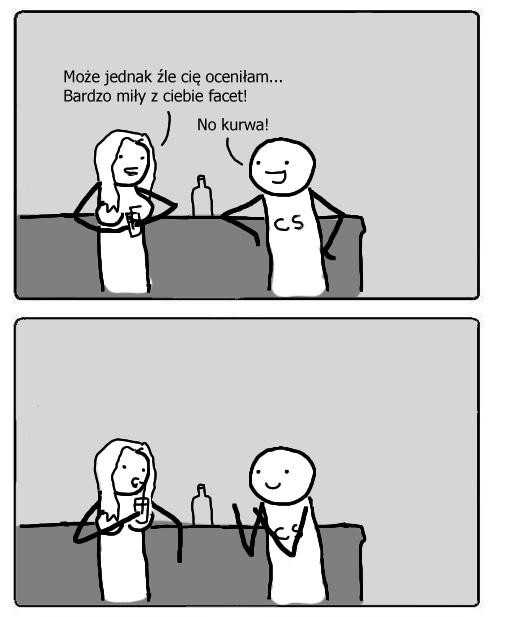 Może jednak źle cię oceniłam...
Bardzo miły z ciebie facet!
No kurwa!
CS
CS